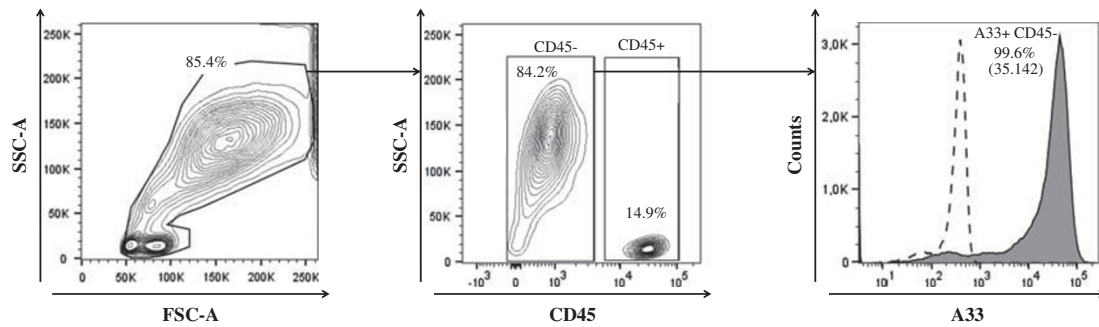 250K
200K
150K
100K
50K
0
0
50K
100K
150K
200K
250K
85.4%
SSC-A
FSC-A
250K
200K
150K
100K
50K
0
-10³
10³
10⁴
10⁵
CD45-
84.2%
CD45+
14.9%
SSC-A
CD45
3,0K
2,0K
1,0K
0
10¹
10²
10³
10⁴
10⁵
A33+ CD45-
99.6%
(35.142)
Counts
A33